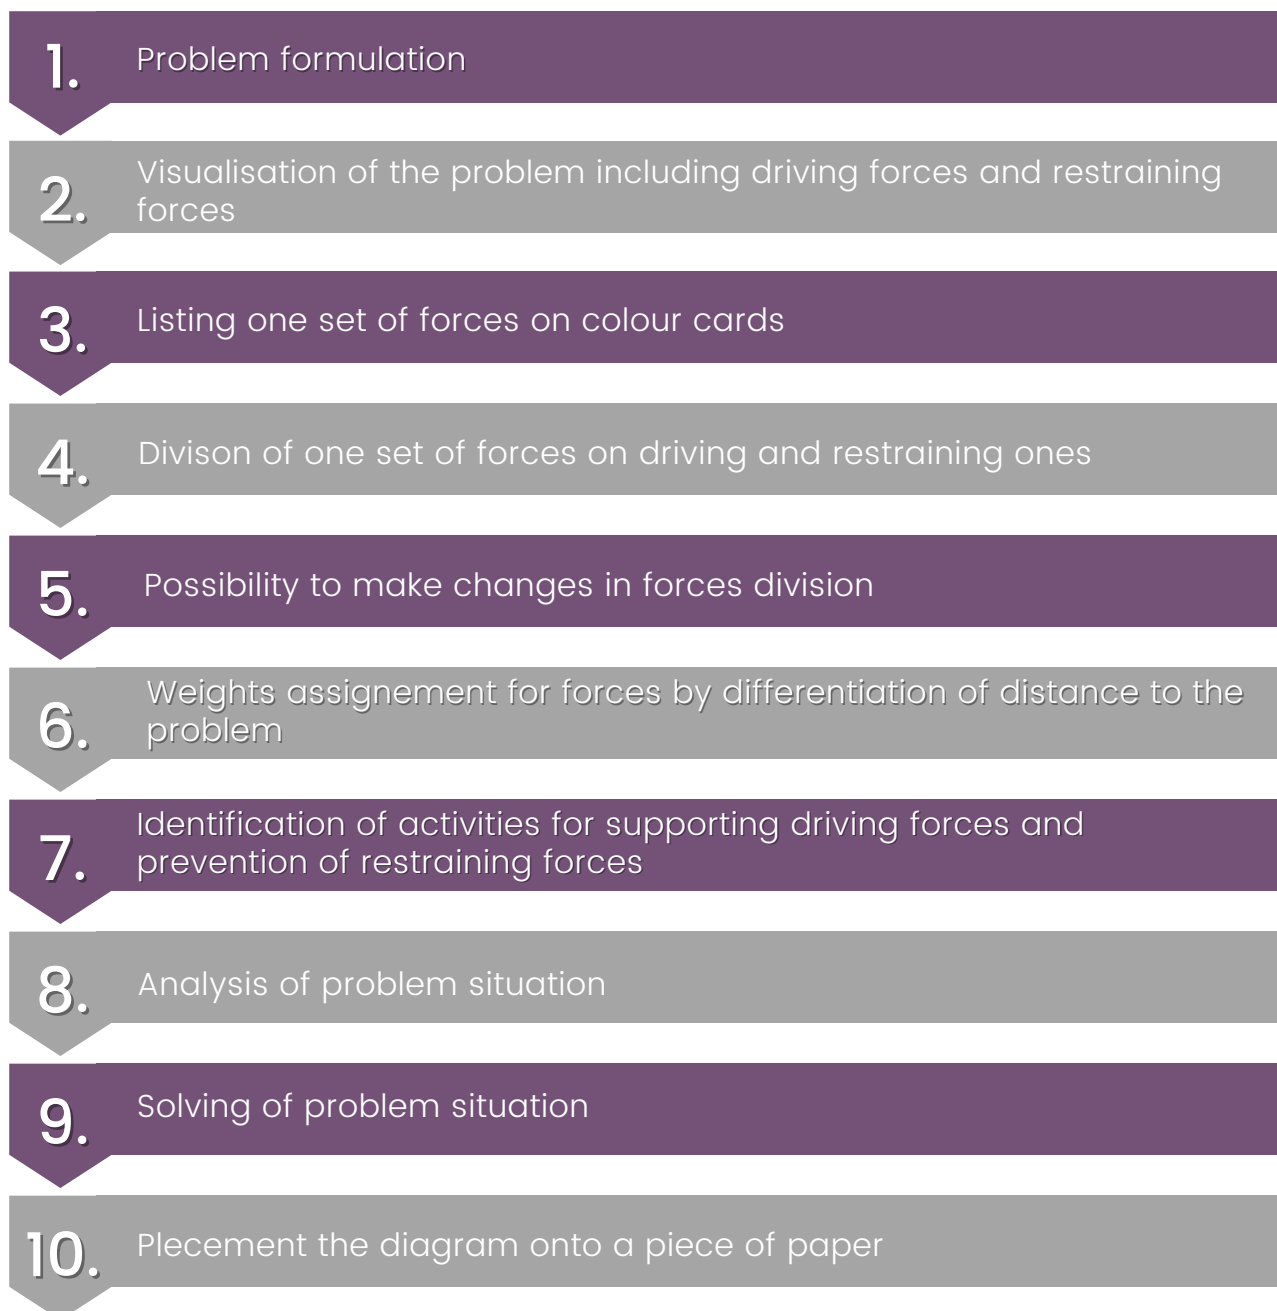 1.
Problem formulation
2.
Visualisation of the problem including driving forces and restraining
forces
3.
Listing one set of forces on colour cards
4.
Divison of one set of forces on driving and restraining ones
5.
Possibility to make changes in forces division
6.
Weights assignement for forces by differentiation of distance to the
problem
7.
Identification of activities for supporting driving forces and
prevention of restraining forces
8.
Analysis of problem situation
9.
Solving of problem situation
10.
Plecement the diagram onto a piece of paper